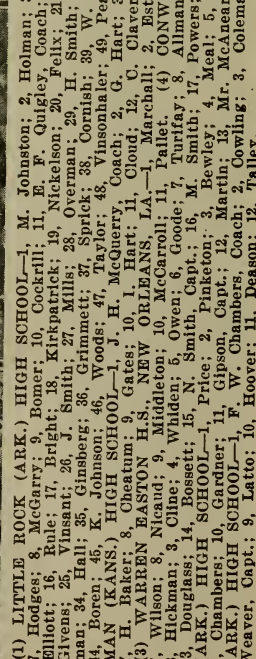 (1) LITTLE ROCK (ARK.) HIGH SCHOOL—1, M. Johnston; 2, Holman;
, Hodges; 8, McGarry; 9, Bomer; 10, Cockrill; 11, E. F. Quigley, Coach;
Elliott; 16, Rule; 17, Bright; 18, Kirkpatrick; 19, Nickelson; 20, Felix; 21
Givens; 25, Vinsant; 26, J. Smith; 27, Mills; 28, Overman; 29, H. Smith;
man; 34, Hall; 35, Ginsberg; 36, Grimmett; 37, Sprick; 38, Cornish; 39, W.
44, Boren; 45, K. Johnson; 46, Woods; 47, Taylor; 48, Vinsonhaler; 49, Pe
MAN (KANS.) HIGH SCHOOL—1, J. H. McQuerry, Coach; 2, G. Hart; 3
, H. Baker; 8, Cheatum; 9, Gates; 10, I. Hart; 11, Cloud; 12, C. Claver
(3) WARREN EASTON H.S., NEW ORLEANS, LA.—1, Marchall; 2, Est
, Wilson; 8, Nicaud; 9, Middleton; 10, McCarroll; 11, Pallet. (4) CONW
, Hickman; 3, Cline; 4, Whiden; 5, Owen; 6, Goode; 7, Turitay; 8, Allman
3, Douglass; 14, Bossett; 15, N. Smith, Capt.; 16, M. Smith; 17, Powers;
ARK.) HIGH SCHOOL—1, Price; 2, Pinketon; 3, Bewley; 4, Meal; 5,
Chambers; 10, Gardner; 11, Gipson, Capt.; 12, Martin; 13, Mr. McAnear
, ARK.) HIGH SCHOOL—1, F. W. Chambers, Coach; 2, Cowling; 3, Colema
Weaver, Capt.; 9, Latto; 10, Hoover; 11, Deason; 12, Talley.